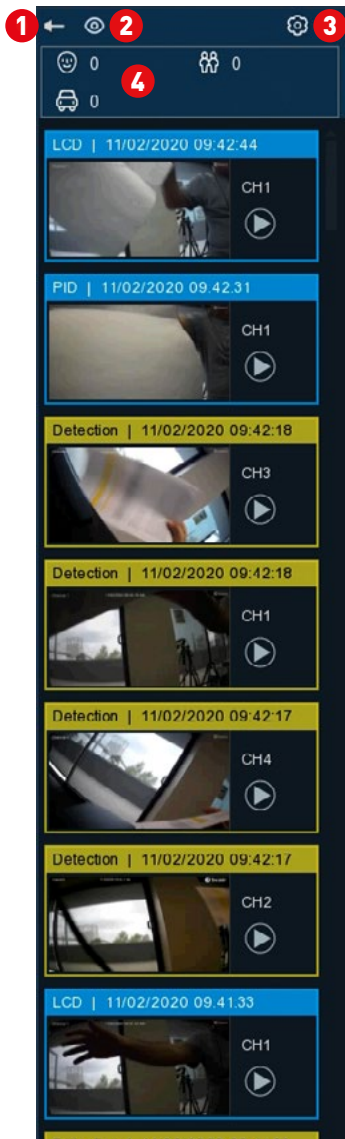 1 2 3
0 0
4
0
LCD | 11/02/2020 09:42:44
CH1
PID | 11/02/2020 09.42.31
CH1
Detection | 11/02/2020 09:42:18
CH3
Detection | 11/02/2020 09:42:18
CH1
Detection | 11/02/2020 09:42:17
CH4
Detection | 11/02/2020 09:42:17
CH2
LCD | 11/02/2020 09.41.33
CH1